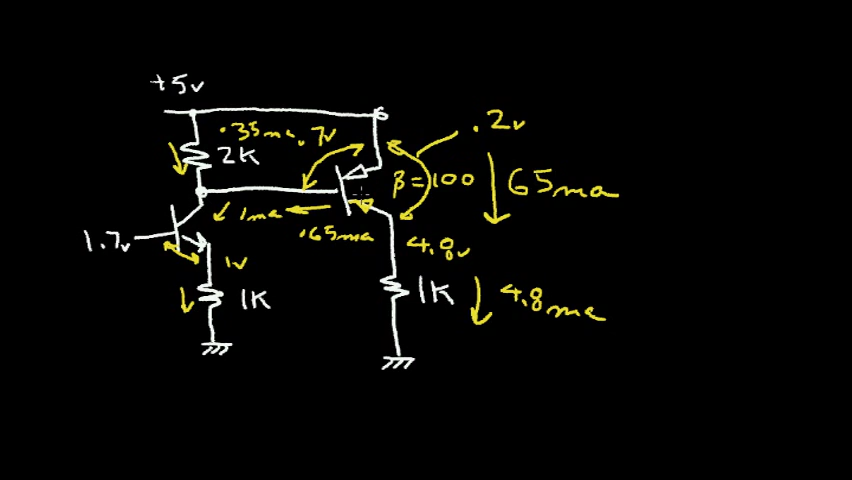 +5v
.35ma
.7v
.2v
2K
β=100
65ma
1.7v
1ma
.65ma
4.8v
1v
1K
1K
4.8ma